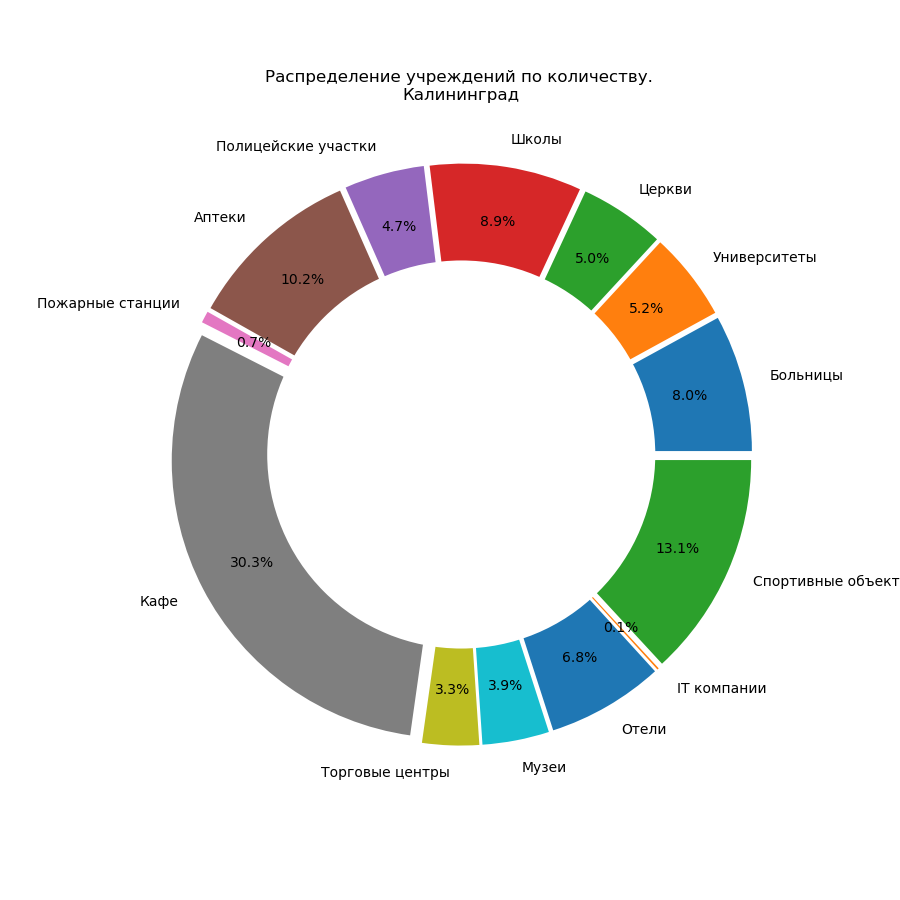 Распределение учреждений по количеству.
Калининград
Школы
Полицейские участки
Церкви
Аптеки
8.9%
4.7%
Университеты
5.0%
10.2%
Пожарные станции
5.2%
0.7%
Больницы
8.0%
13.1%
30.3%
Спортивные объект
Кафе
0.1%
6.8%
3.9%
3.3%
IT компании
Отели
Музеи
Торговые центры